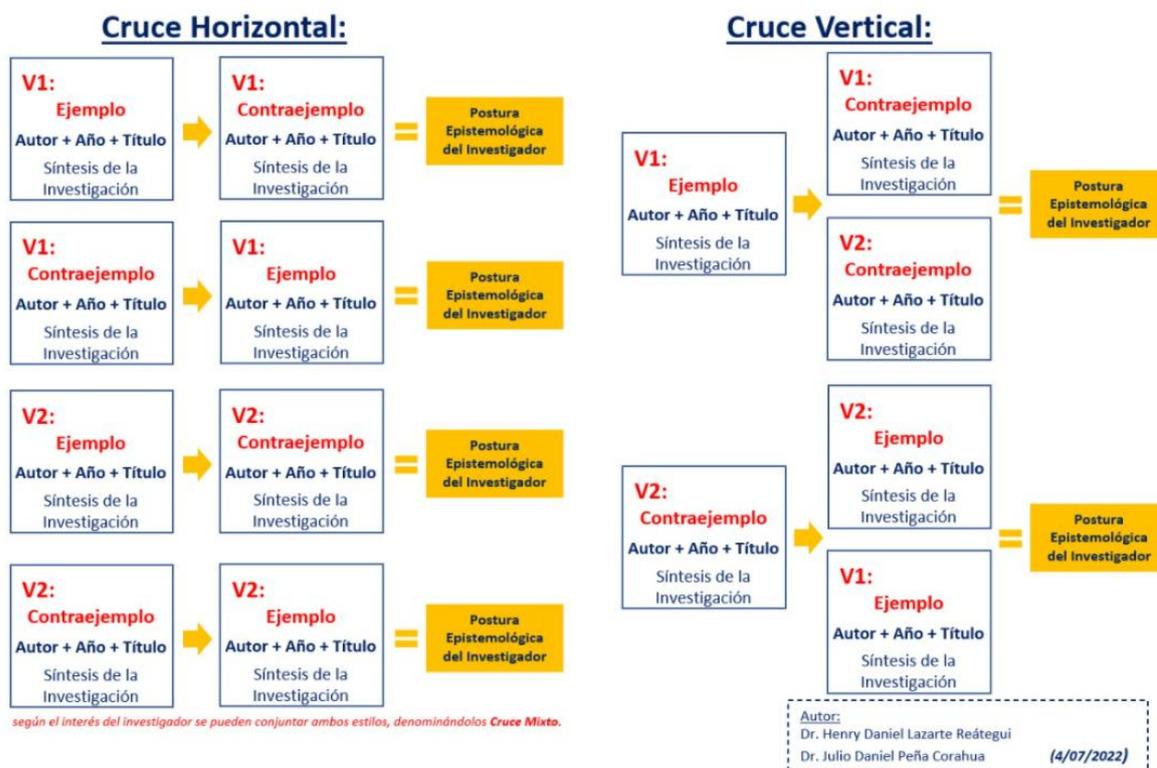 Cruce Horizontal:
V1:
Ejemplo
Autor + Año + Título
Síntesis de la
Investigación
V1:
Contraejemplo
Autor + Año + Título
Síntesis de la
Investigación
Postura
Epistemológica
del Investigador
V1:
Contraejemplo
Autor + Año + Título
Síntesis de la
Investigación
V1:
Ejemplo
Autor + Año + Título
Síntesis de la
Investigación
Postura
Epistemológica
del Investigador
V2:
Ejemplo
Autor + Año + Título
Síntesis de la
Investigación
V2:
Contraejemplo
Autor + Año + Título
Síntesis de la
Investigación
Postura
Epistemológica
del Investigador
V2:
Contraejemplo
Autor + Año + Título
Síntesis de la
Investigación
V2:
Ejemplo
Autor + Año + Título
Síntesis de la
Investigación
Postura
Epistemológica
del Investigador
según el interés del investigador se pueden conjuntar ambos estilos, denominándolos Cruce Mixto.
Cruce Vertical:
V1:
Ejemplo
Autor + Año + Título
Síntesis de la
Investigación
V1:
Contraejemplo
Autor + Año + Título
Síntesis de la
Investigación
V2:
Contraejemplo
Autor + Año + Título
Síntesis de la
Investigación
Postura
Epistemológica
del Investigador
V2:
Contraejemplo
Autor + Año + Título
Síntesis de la
Investigación
V2:
Ejemplo
Autor + Año + Título
Síntesis de la
Investigación
V1:
Ejemplo
Autor + Año + Título
Síntesis de la
Investigación
Postura
Epistemológica
del Investigador
Autor:
Dr. Henry Daniel Lazarte Reátegui
Dr. Julio Daniel Peña Corahua (4/07/2022)